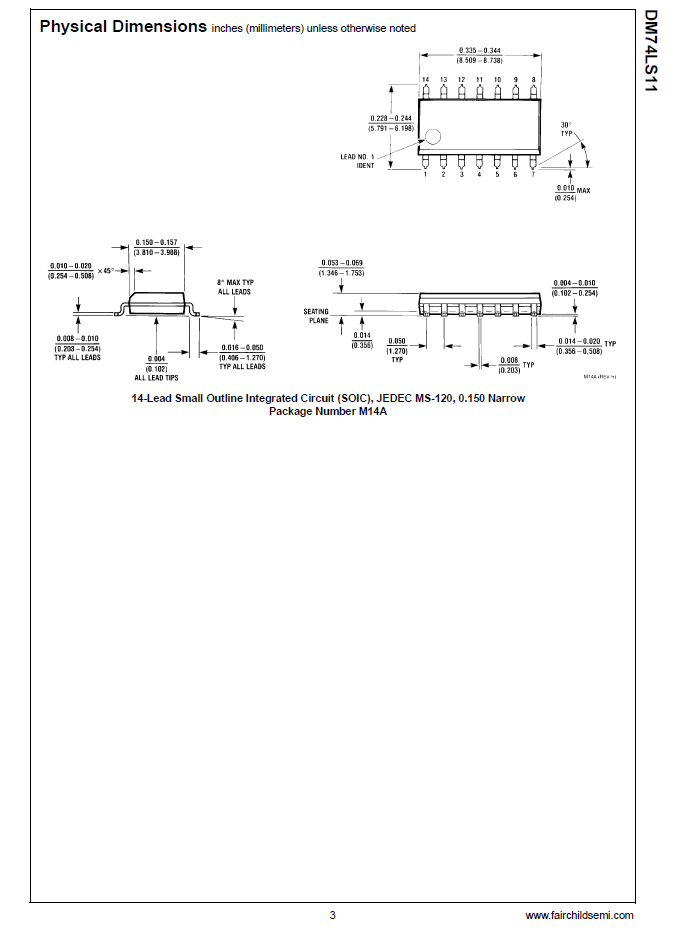 Physical Dimensions inches (millimeters) unless otherwise noted
DM74LS11
0.335 – 0.344
(8.509 – 8.738)
14 13 12 11 10 9 8
0.228 – 0.244
(5.791 – 6.198)
30°
TYP
LEAD NO. 1
IDENT
1 2 3 4 5 6 7
0.010 MAX
(0.254)
0.150 – 0.157
(3.810 – 3.988)
0.010 – 0.020 × 45°
(0.254 – 0.508)
8° MAX TYP
ALL LEADS
0.008 – 0.010
(0.203 – 0.254)
TYP ALL LEADS
0.004
(0.102)
ALL LEAD TIPS
0.016 – 0.050
(0.406 – 1.270)
TYP ALL LEADS
0.053 – 0.069
(1.346 – 1.753)
0.004 – 0.010
(0.102 – 0.254)
SEATING
PLANE
0.014
(0.356)
0.050
(1.270)
TYP
0.014 – 0.020 TYP
(0.356 – 0.508)
0.008 TYP
(0.203)
M14A (REV H)
14-Lead Small Outline Integrated Circuit (SOIC), JEDEC MS-120, 0.150 Narrow
Package Number M14A
3
www.fairchildsemi.com